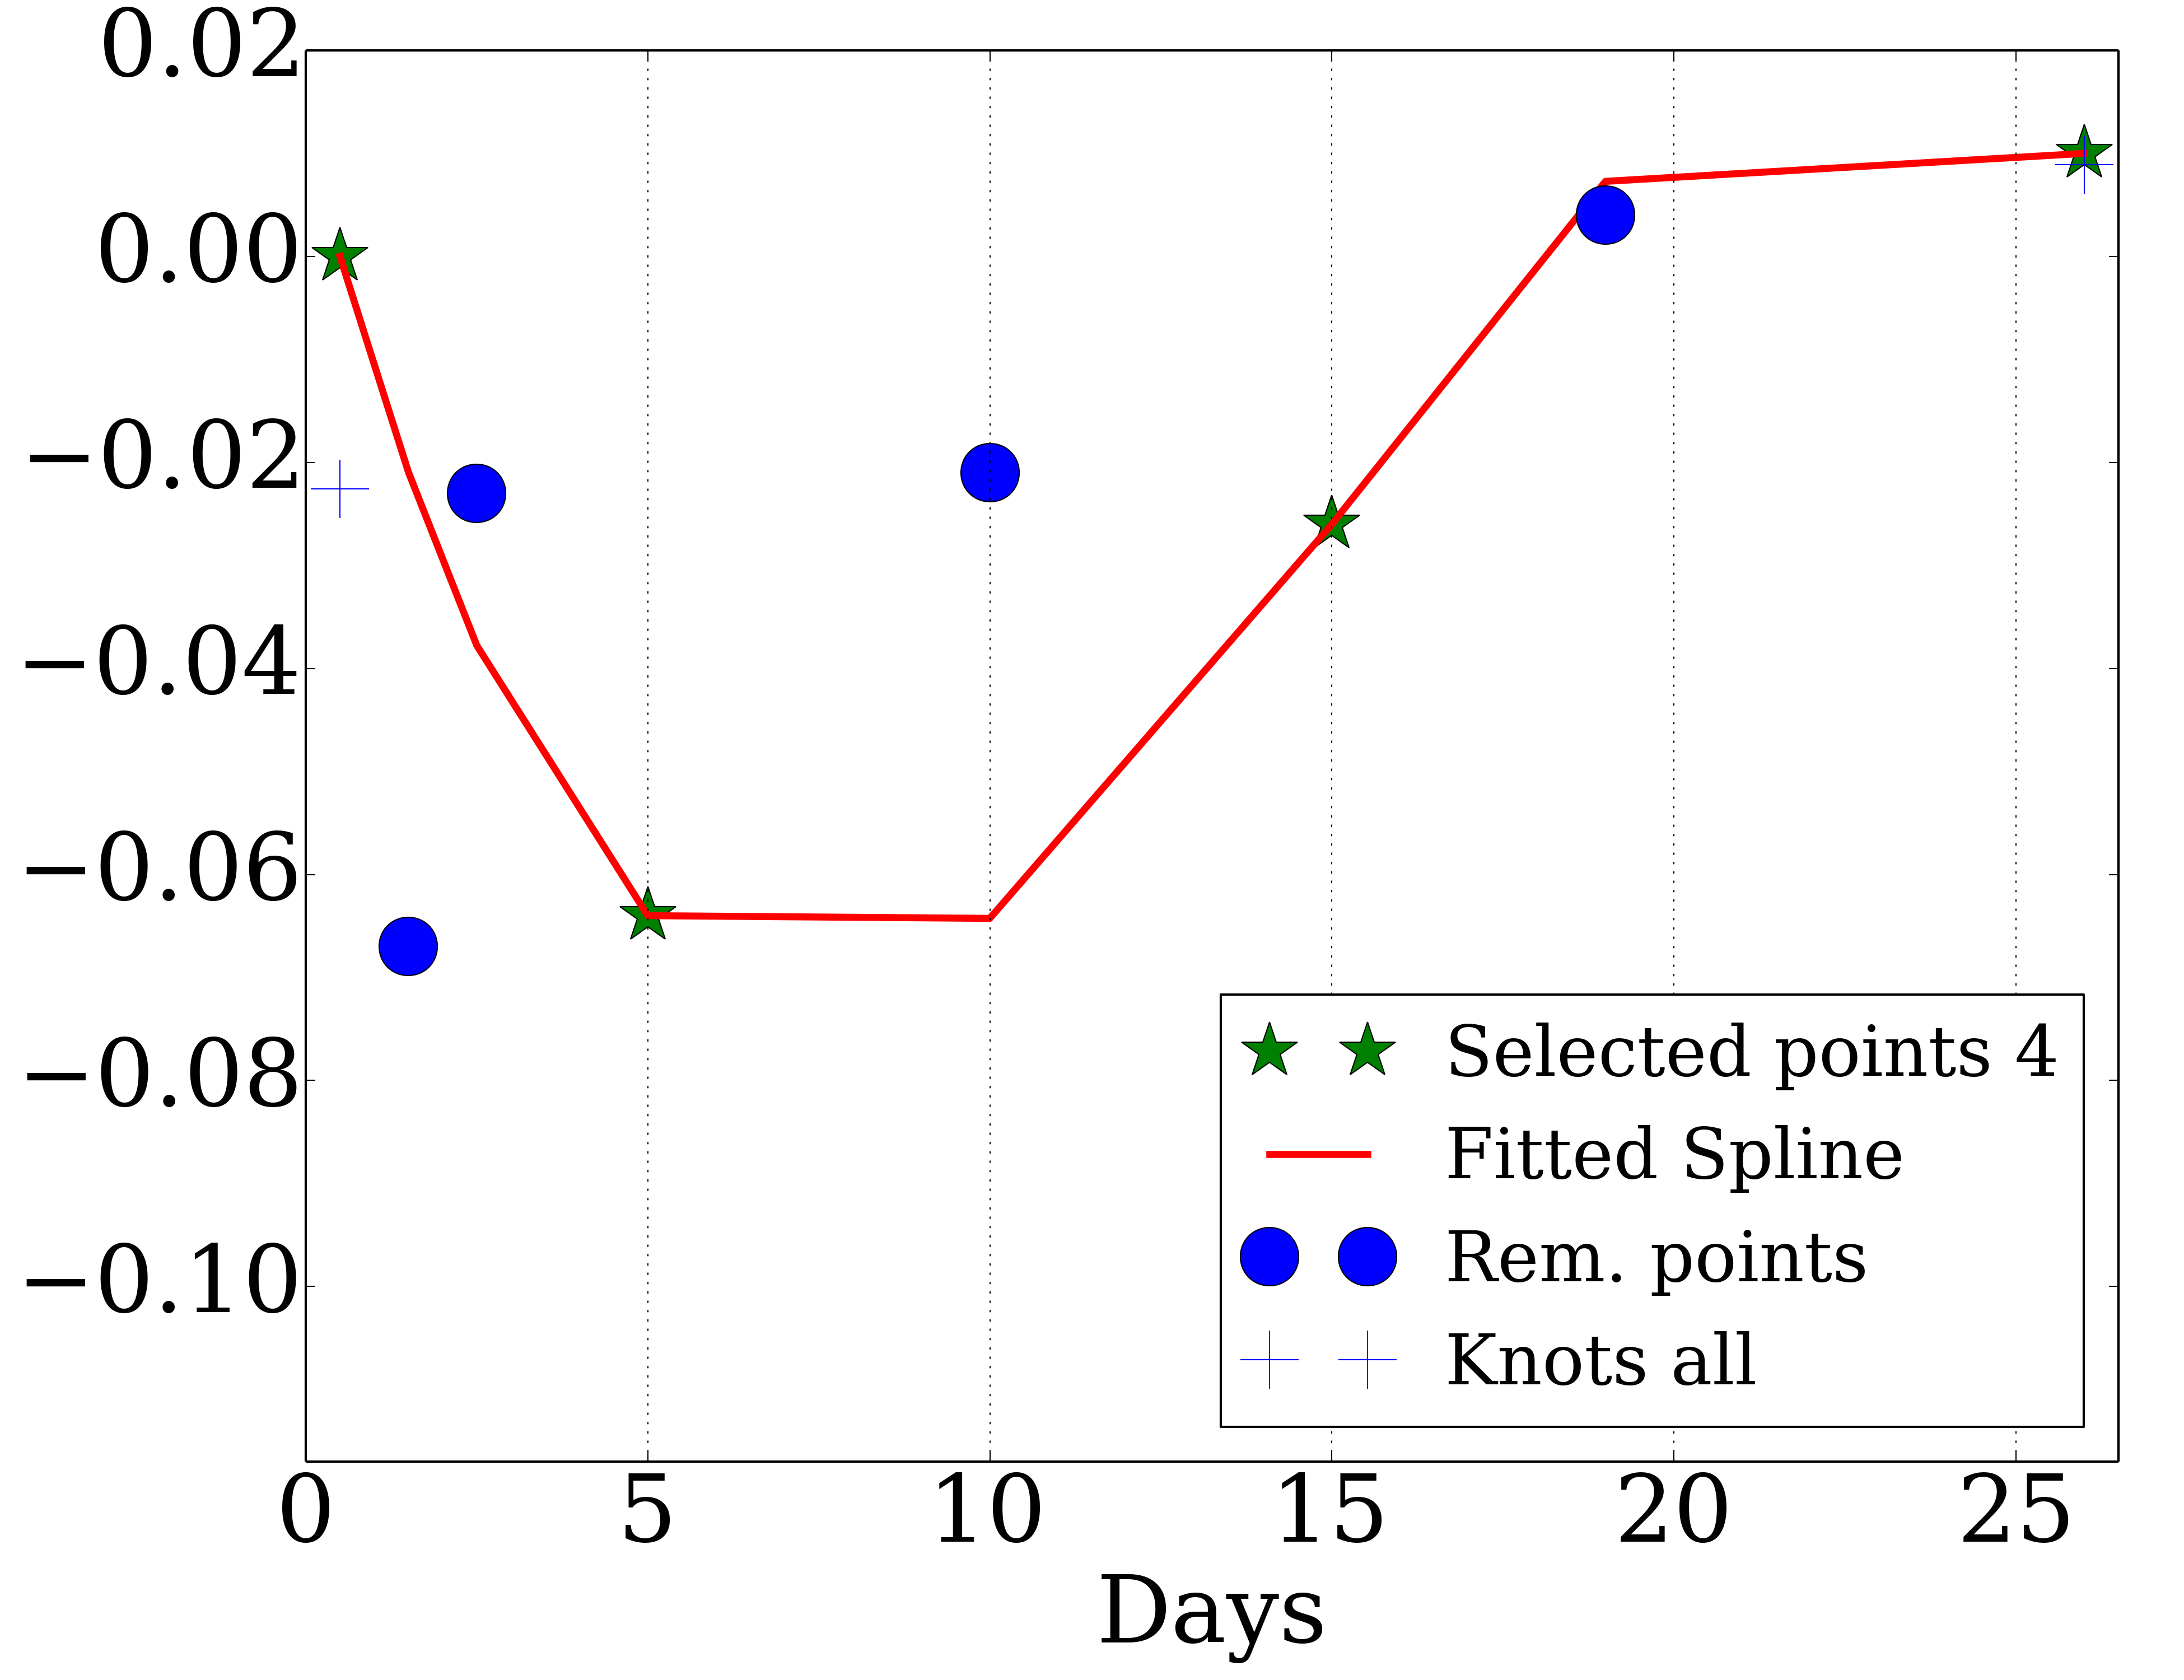 0.02
0.00
−0.02
−0.04
−0.06
−0.08
−0.10
Selected points 4
Fitted Spline
Rem. points
Knots all
0 5 10 15 20 25
Days